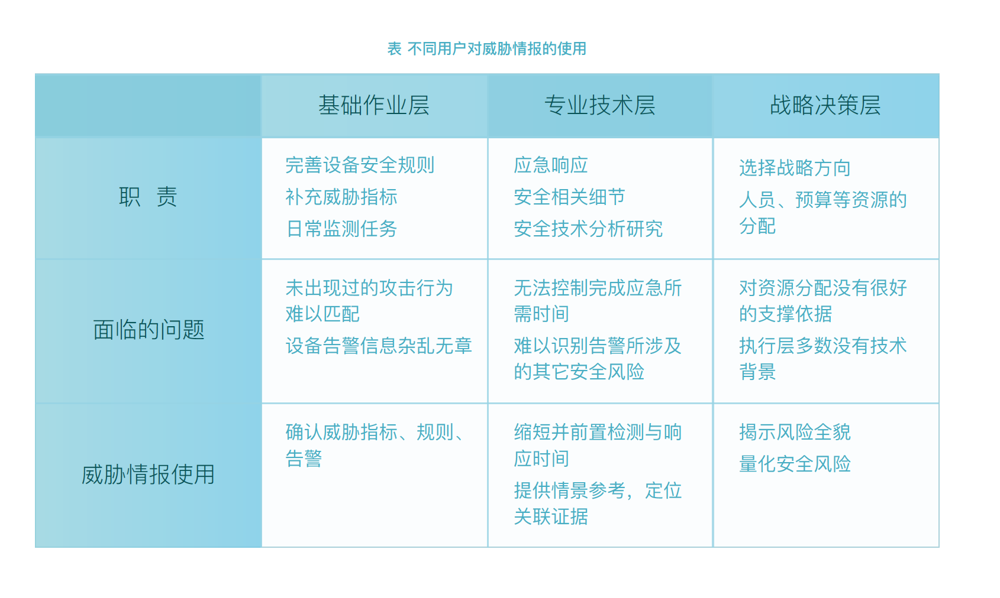 表 不同用户对威胁情报的使用
基础作业层
专业技术层
战略决策层
职 责
完善设备安全规则
补充威胁指标
日常监测任务
应急响应
安全相关细节
安全技术分析研究
选择战略方向
人员、预算等资源的
分配
面临的问题
未出现过的攻击行为
难以匹配
设备告警信息杂乱无章
无法控制完成应急所
需时间
难以识别告警所涉及
的其它安全风险
对资源分配没有很好
的支撑依据
执行层多数没有技术
背景
威胁情报使用
确认威胁指标、规则、
告警
缩短并前置检测与响
应时间
提供情景参考，定位
关联证据
揭示风险全貌
量化安全风险